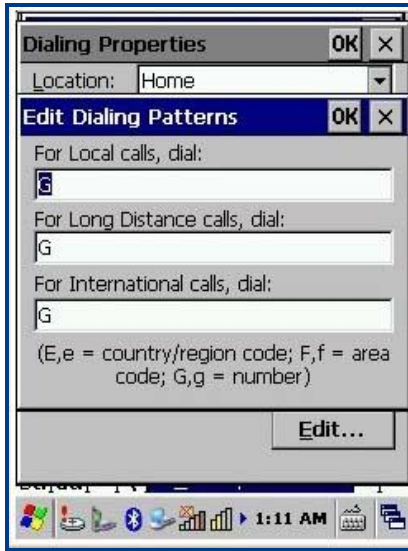 Dialing Properties OK ×
Location: Home
Edit Dialing Patterns OK ×
For Local calls, dial:
G
For Long Distance calls, dial:
G
For International calls, dial:
G
(E,e = country/region code; F,f = area
code; G,g = number)
Edit...
1:11 AM